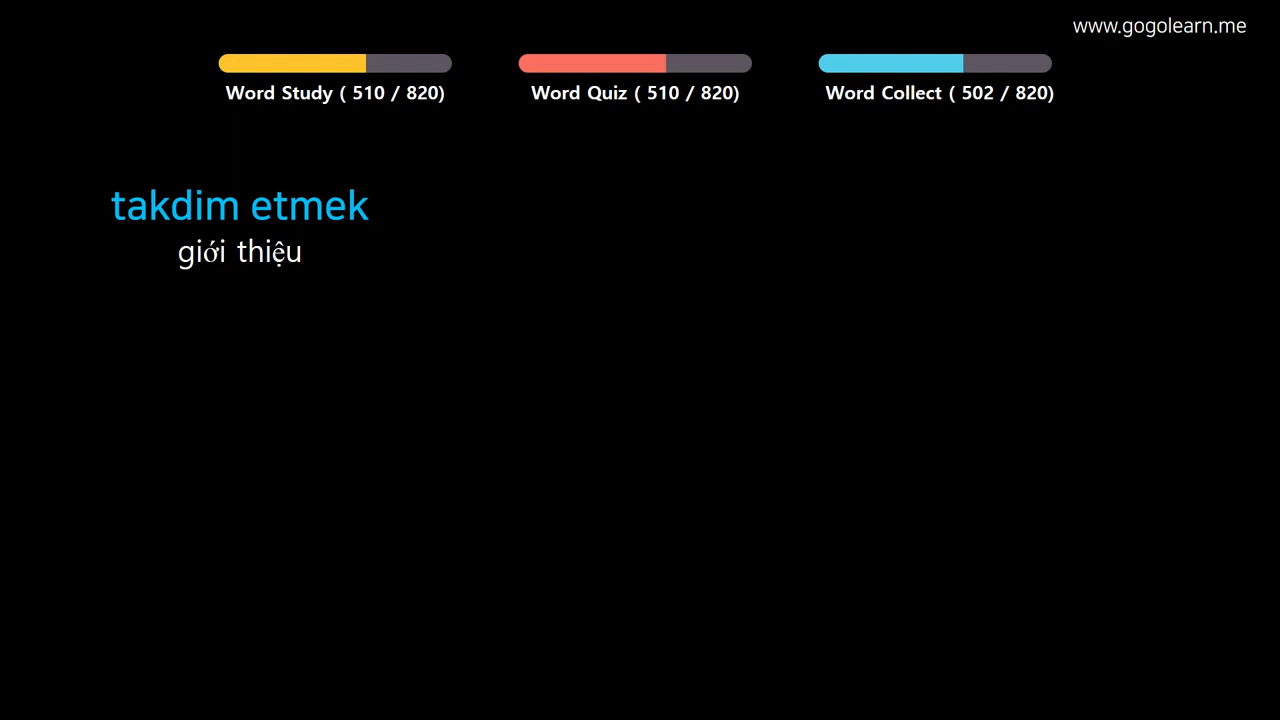 www.gogolearn.me
Word Study ( 510 / 820)
Word Quiz ( 510 / 820)
Word Collect ( 502 / 820)
takdim etmek
giới thiệu